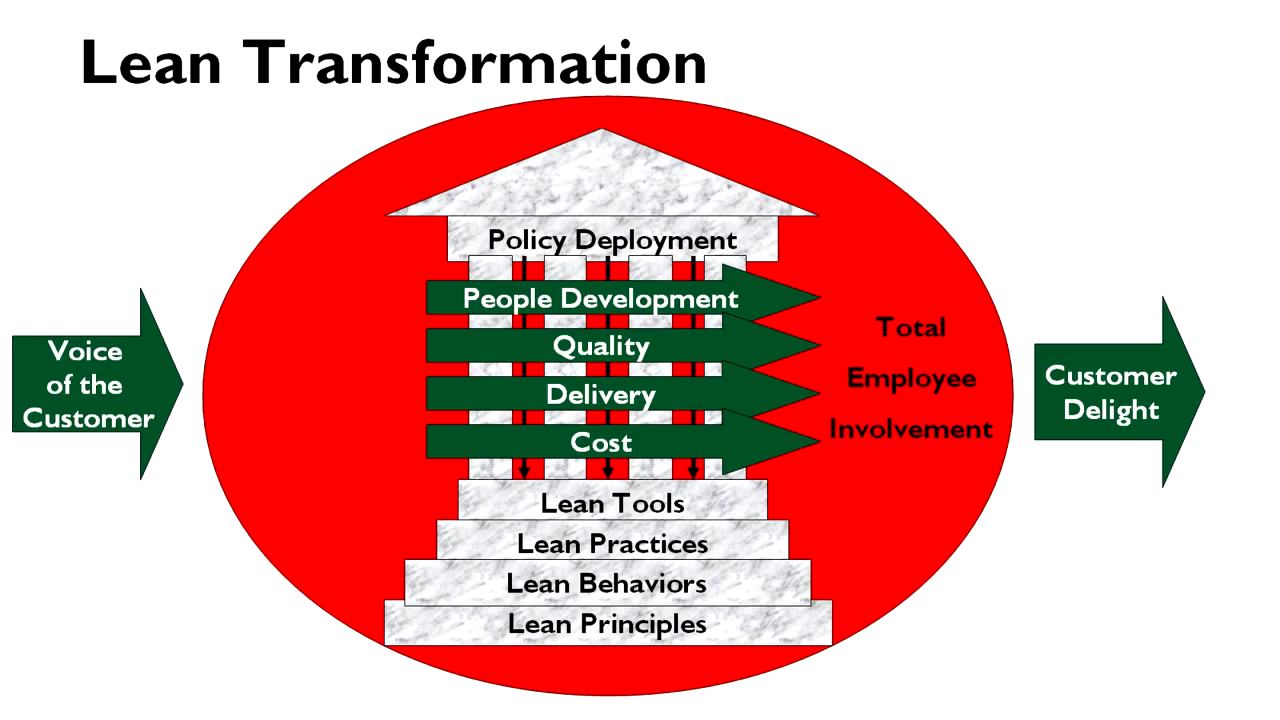 Lean Transformation
Policy Deployment
People Development
Quality
Delivery
Cost
Voice
of the
Customer
Total
Employee
Involvement
Customer
Delight
Lean Tools
Lean Practices
Lean Behaviors
Lean Principles